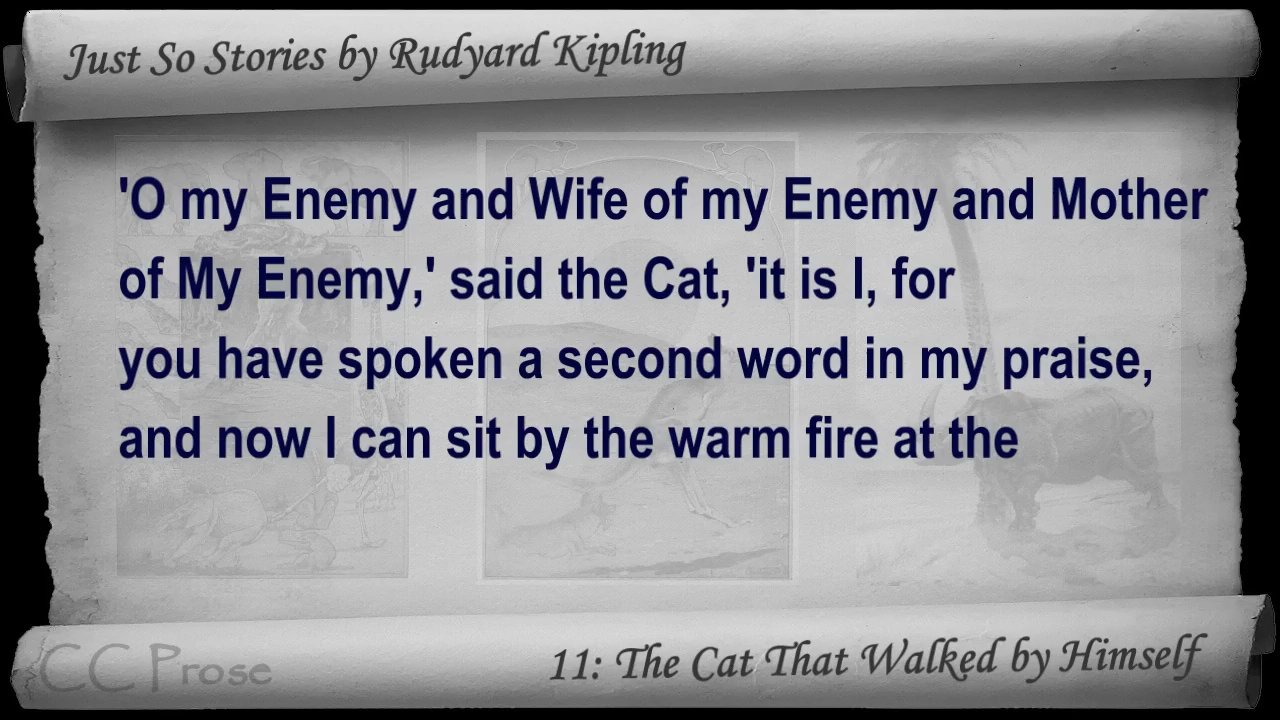 Just So Stories by Rudyard Kipling
'O my Enemy and Wife of my Enemy and Mother
of My Enemy,' said the Cat, 'it is I, for
you have spoken a second word in my praise,
and now I can sit by the warm fire at the
CC Prose
11: The Cat That Walked by Himself